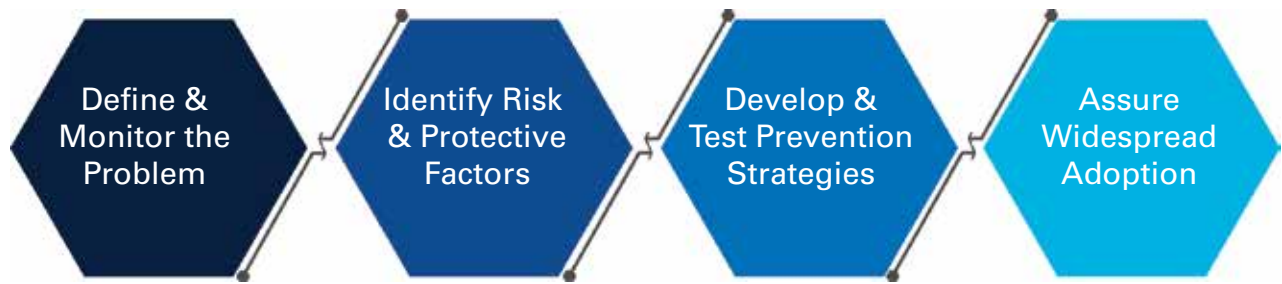 Define &
Monitor the
Problem
Identify Risk
& Protective
Factors
Develop &
Test Prevention
Strategies
Assure
Widespread
Adoption